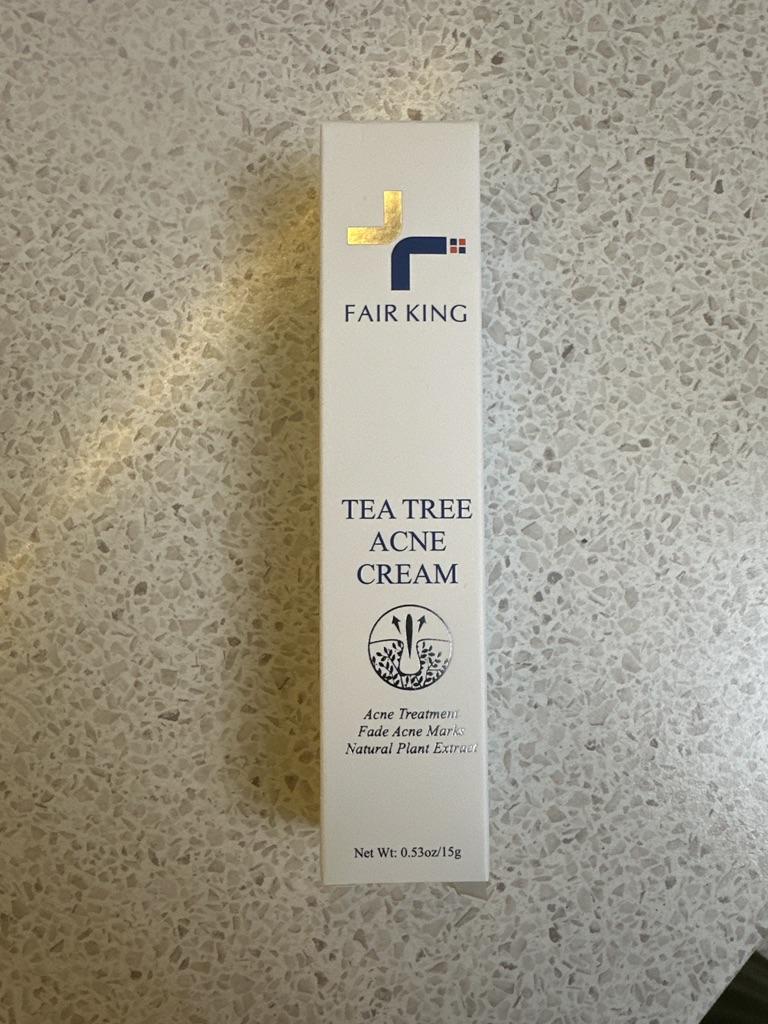 FAIR KING
TEA TREE
ACNE
CREAM
Acne Treatment
Fade Acne Marks
Natural Plant Extract
Net Wt: 0.53oz/15g